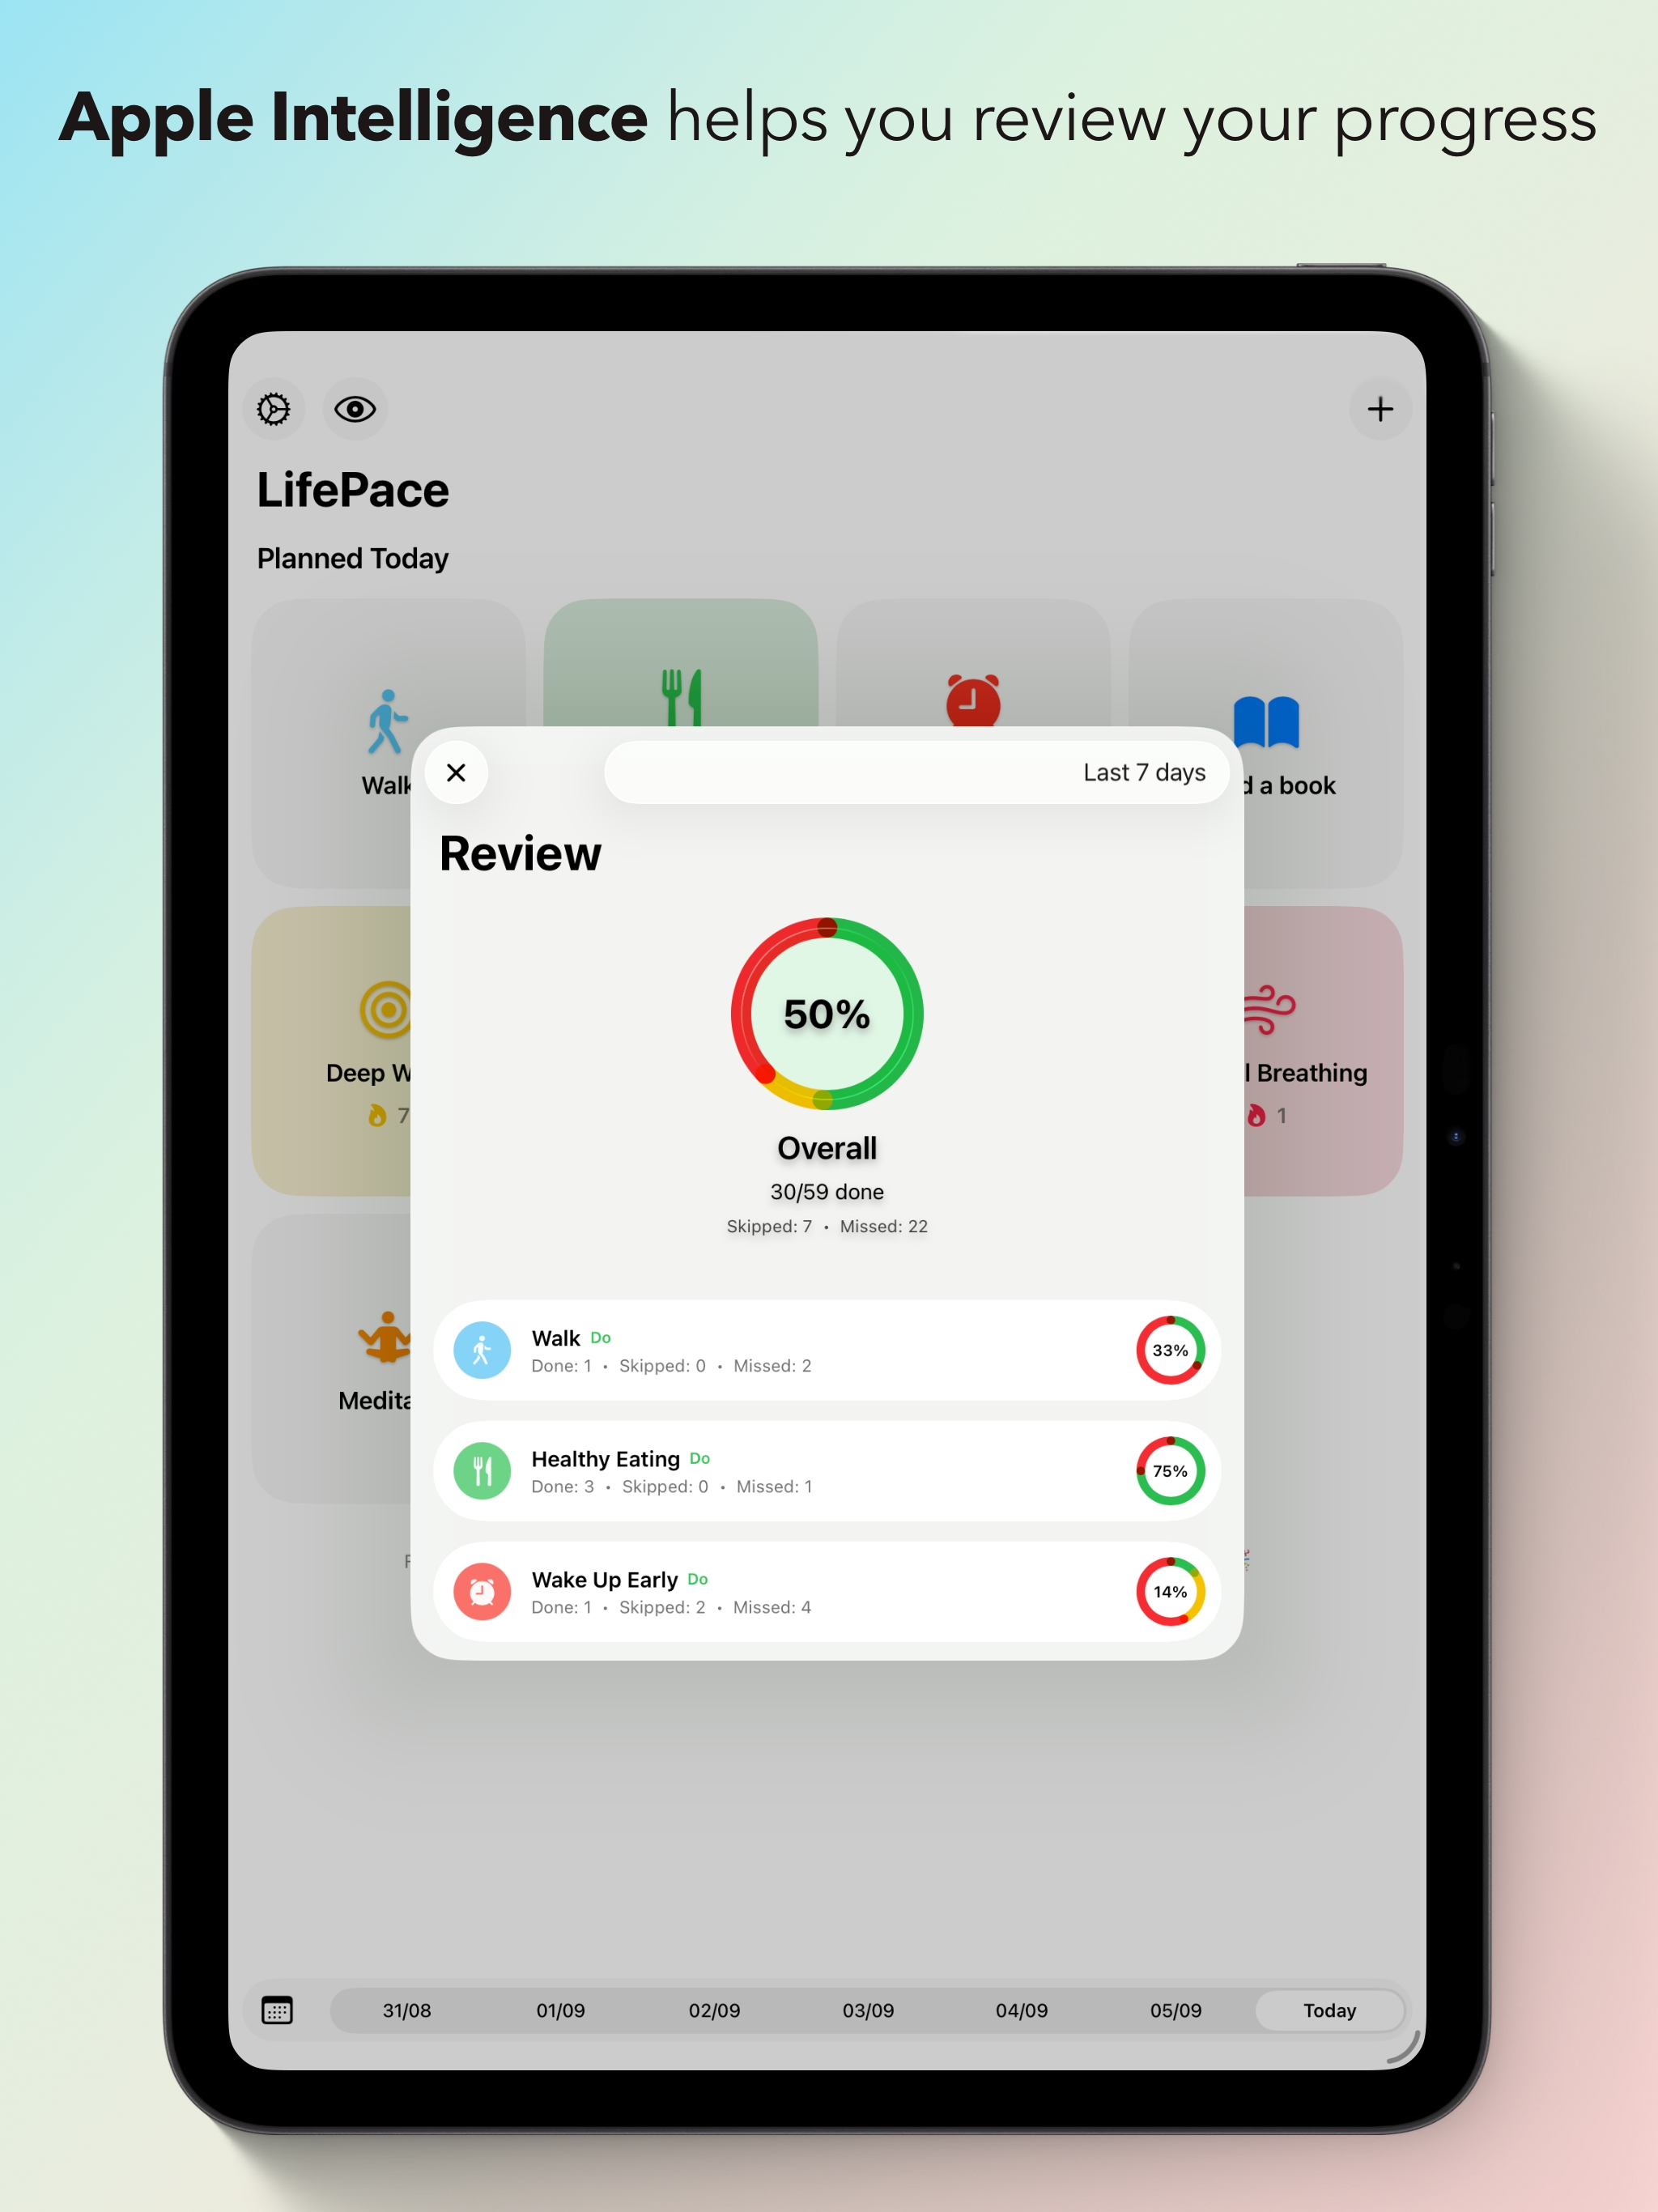 Apple Intelligence helps you review your progress
LifePace
Planned Today
Walk
a book
Last 7 days
Review
50%
Overall
30/59 done
Skipped: 7 • Missed: 22
Deep
7
Breathing
1
Walk Do
Done: 1 • Skipped: 0 • Missed: 2
33%
Healthy Eating Do
Done: 3 • Skipped: 0 • Missed: 1
75%
Wake Up Early Do
Done: 1 • Skipped: 2 • Missed: 4
14%
31/08 01/09 02/09 03/09 04/09 05/09 Today